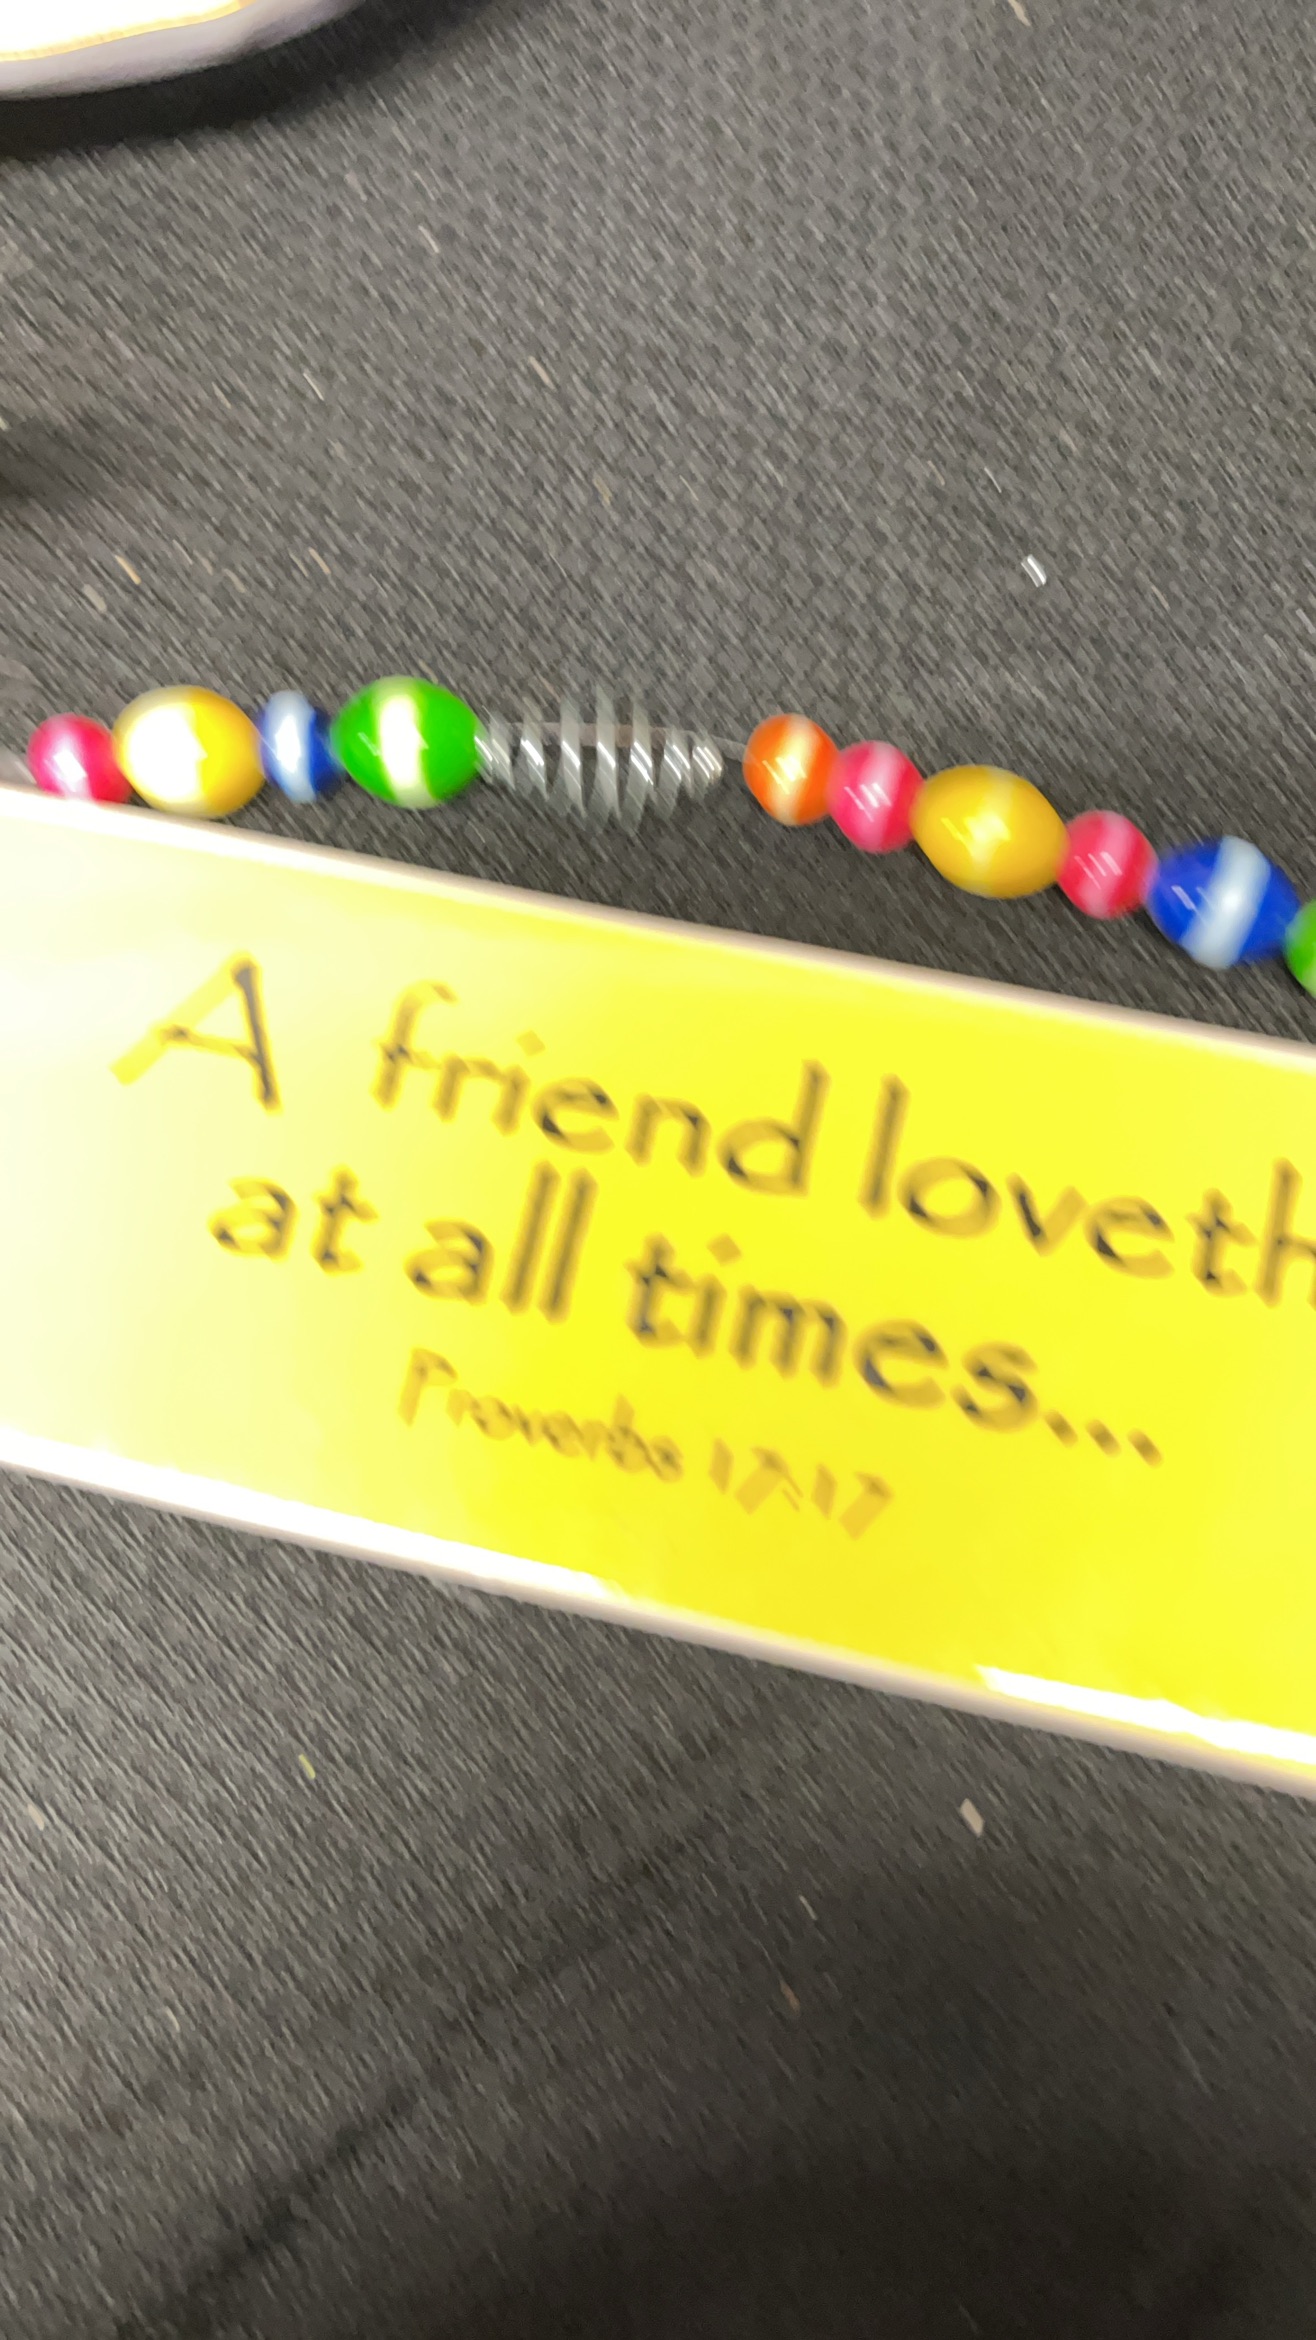 A friend loveth
at all times...
Proverbs 17:17